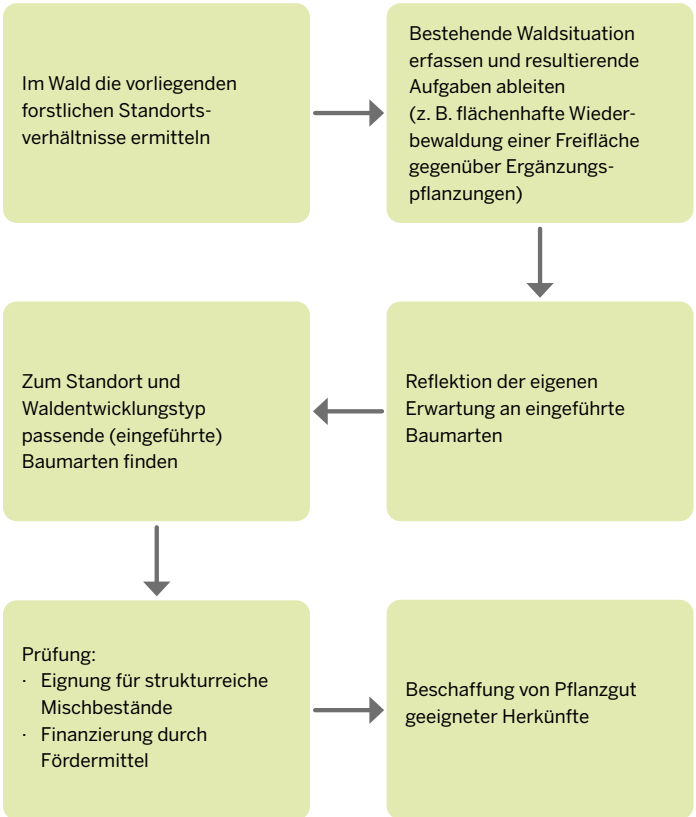 Im Wald die vorliegenden
forstlichen Standorts-
verhältnisse ermitteln
Bestehende Waldsituation
erfassen und resultierende
Aufgaben ableiten
(z. B. flächenhafte Wieder-
bewaldung einer Freifläche
gegenüber Ergänzungs-
pflanzungen)
Reflektion der eigenen
Erwartung an eingeführte
Baumarten
Zum Standort und
Waldentwicklungstyp
passende (eingeführte)
Baumarten finden
Prüfung:
· Eignung für strukturreiche
Mischbestände
· Finanzierung durch
Fördermittel
Beschaffung von Pflanzgut
geeigneter Herkünfte